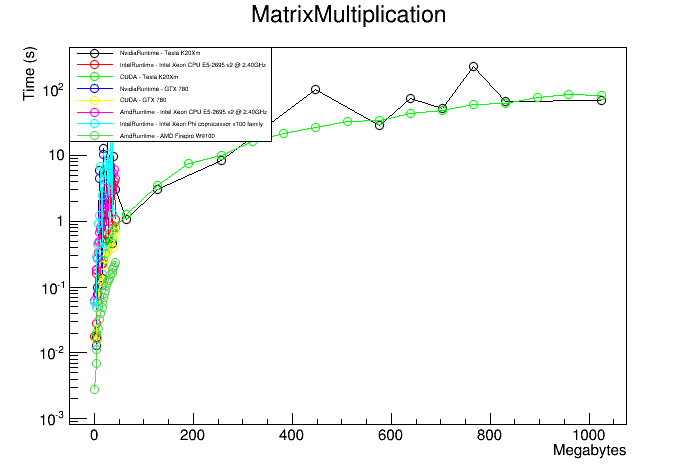 MatrixMultiplication
Time (s)
NvidiaRuntime - Tesla K20Xm
IntelRuntime - Intel Xeon CPU E5-2695 v2 @ 2.40GHz
CUDA - Tesla K20Xm
NvidiaRuntime - GTX 780
CUDA - GTX 780
AmdRuntime - Intel Xeon CPU E5-2695 v2 @ 2.40GHz
IntelRuntime - Intel Xeon Phi coprocessor x100 family
AmdRuntime - AMD Firepro W9100
10²
10
1
10⁻¹
10⁻²
10⁻³
0 200 400 600 800 1000
Megabytes